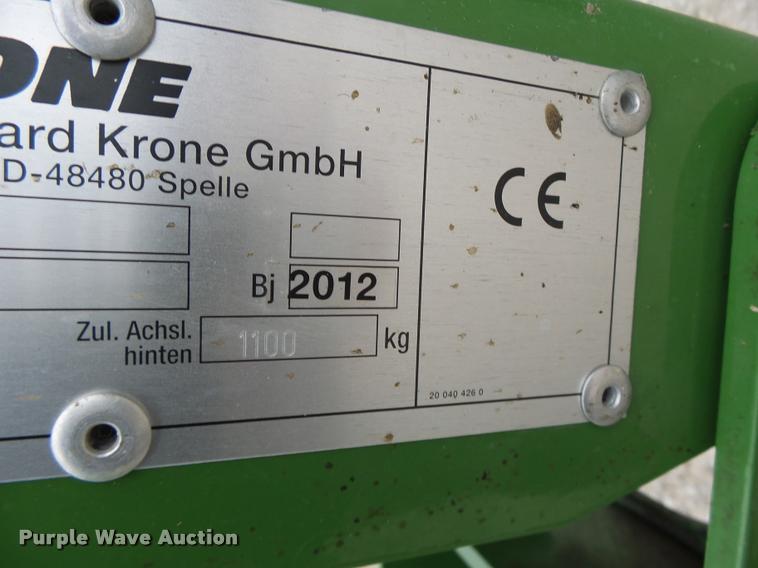 ONE
ard Krone GmbH
D-48480 Spelle
Bj 2012
Zul. Achsl.
hinten 1100 kg
CE
20 040 426 0
Purple Wave Auction